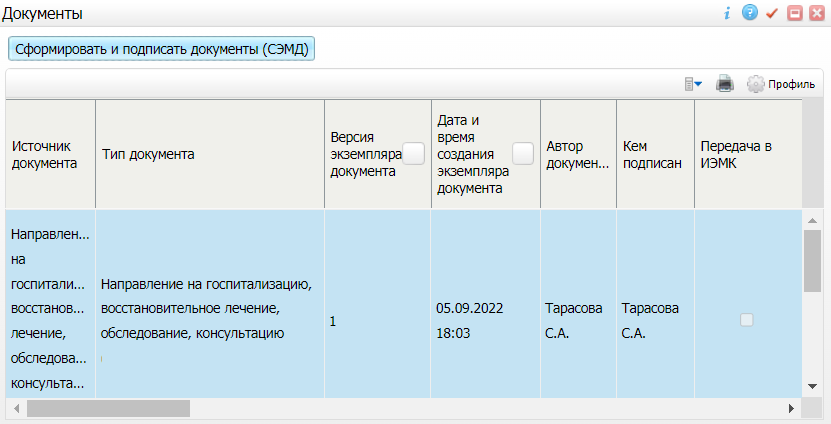 Документы
Сформировать и подписать документы (СЭМД)
Профиль
Источник
документа
Тип документа
Версия
экземпляра
документа
Дата и
время
создания
экземпляра
документа
Автор
докумен...
Кем
подписан
Передача в
ИЭМК
Направлен...
на
госпитали...
восстанов...
лечение,
обследова...
консульта...
Направление на госпитализацию,
восстановительное лечение,
обследование, консультацию
1
05.09.2022
18:03
Тарасова
С.А.
Тарасова
С.А.